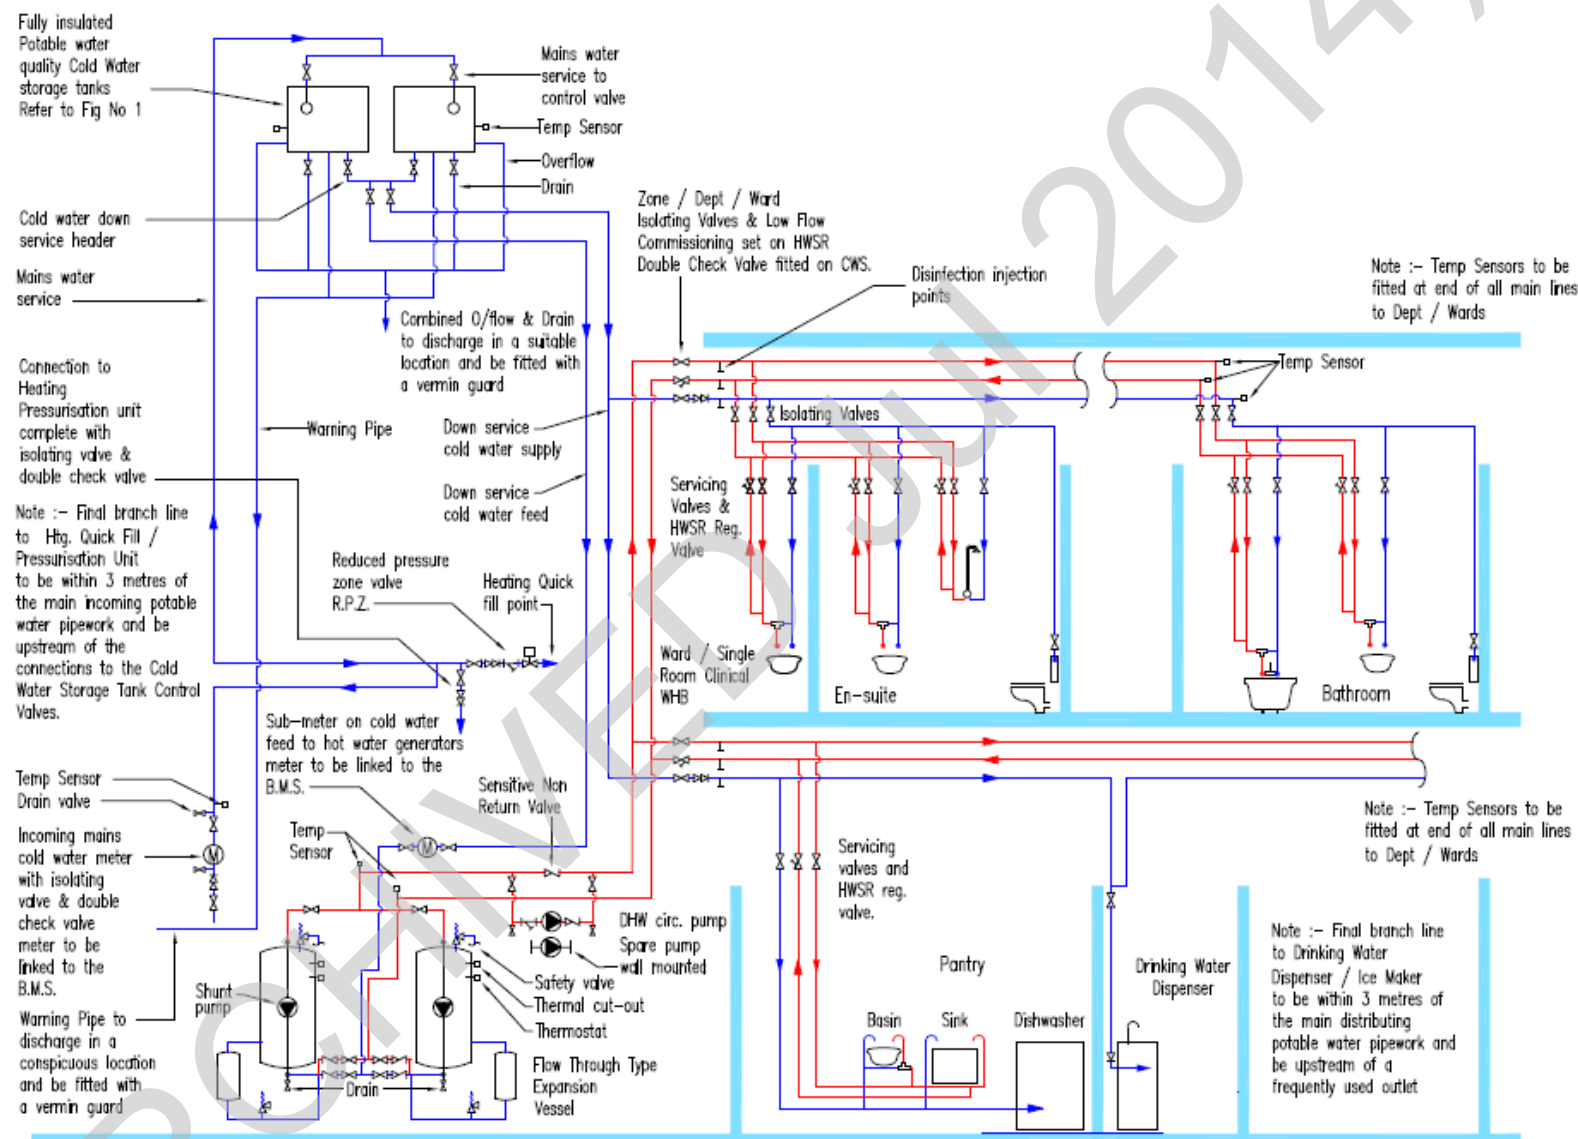 Fully insulated
Potable water
quality Cold Water
storage tanks
Refer to Fig No 1
Mains water
service to
control valve
Temp Sensor
Overflow
Drain
Cold water down
service header
Mains water
service
Combined O/flow & Drain
to discharge in a suitable
location and be fitted with
a vermin guard
Zone / Dept / Ward
Isolating Valves & Low Flow
Commissioning set on HWSR
Double Check Valve fitted on CWS.
Disinfection injection
points
Note :- Temp Sensors to be
fitted at end of all main lines
to Dept / Wards
Temp Sensor
Connection to
Heating
Pressurisation unit
complete with
isolating valve &
double check valve
Warning Pipe
Down service
cold water supply
Down service
cold water feed
Isolating Valves
Servicing
Valves &
HWSR Reg.
Valve
Note :- Final branch line
to Htg. Quick Fill /
Pressurisation Unit
to be within 3 metres of
the main incoming potable
water pipework and be
upstream of the
connections to the Cold
Water Storage Tank Control
Valves.
Reduced pressure
zone valve
R.P.Z.
Heating Quick
fill point
Ward / Single
Room Clinical
WHB
En-suite
Bathroom
Sub-meter on cold water
feed to hot water generators
meter to be linked to the
B.M.S.
Sensitive Non
Return Valve
Temp Sensor
Drain valve
Incoming mains
cold water meter
with isolating
valve & double
check valve
meter to be
linked to the
B.M.S.
Temp
Sensor
Servicing
valves and
HWSR reg.
valve.
Note :- Temp Sensors to be
fitted at end of all main lines
to Dept / Wards
DHW circ. pump
Spare pump
wall mounted
Safety valve
Thermal cut-out
Thermostat
Shunt
pump
M
M
Warning Pipe to
discharge in a
conspicuous location
and be fitted with
a vermin guard
Drain
Flow Through Type
Expansion
Vessel
Pantry
Basin
Sink
Dishwasher
Drinking Water
Dispenser
Note :- Final branch line
to Drinking Water
Dispenser / Ice Maker
to be within 3 metres of
the main distributing
potable water pipework and
be upstream of a
frequently used outlet
RCHIVED Jul 2014